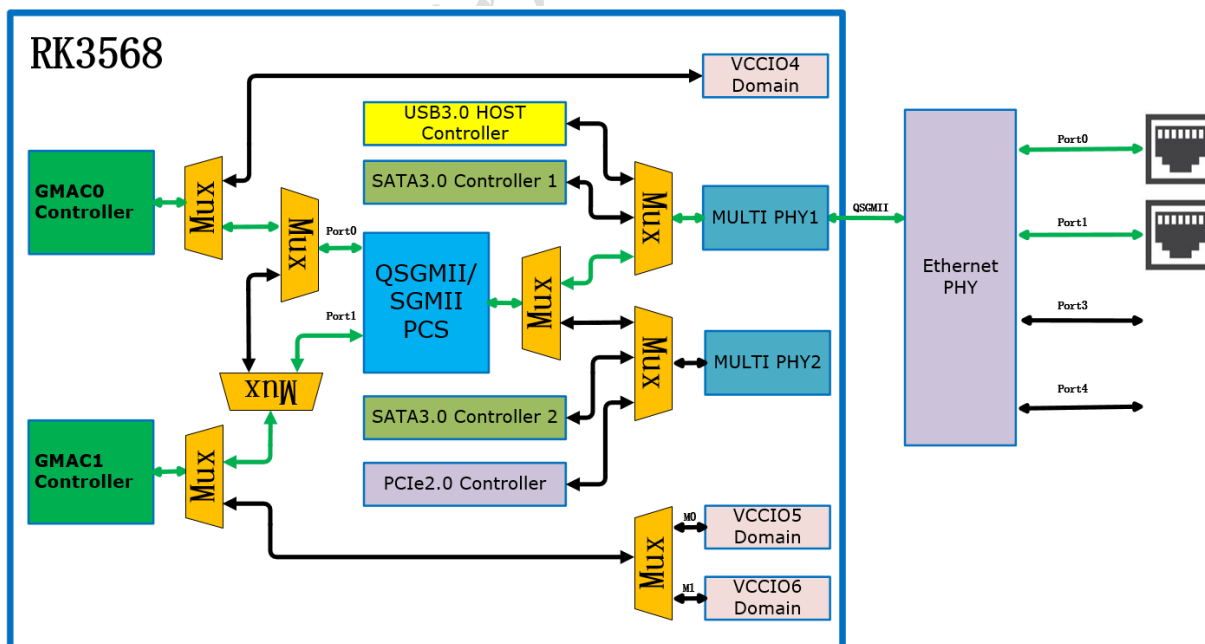 RK3568
VCCIO4
Domain
USB3.0 HOST
Controller
GMAC0
Controller
Mux
SATA3.0 Controller 1
Mux
Mux
MULTI PHY1
QSGMII
Port0
Port0
QSGMII/
SGMII
PCS
Mux
Port1
Port1
Ethernet
PHY
Mux
MULTI PHY2
Port3
Mux
SATA3.0 Controller 2
Port4
GMAC1
Controller
Mux
PCIe2.0 Controller
Mux
M0
VCCIO5
Domain
M1
VCCIO6
Domain